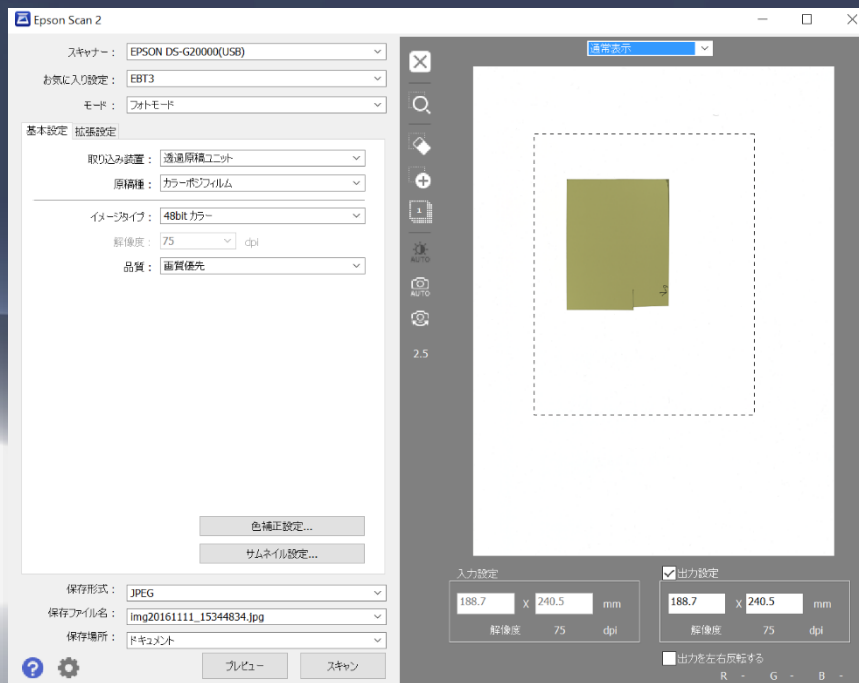 Epson Scan 2
スキャナー： EPSON DS-G20000(USB)
お気に入り設定： EBT3
モード： フォトモード
基本設定 拡張設定
取り込み装置： 透過原稿ユニット
原稿種： カラーポジフィルム
イメージタイプ： 48bit カラー
解像度： 75 dpi
品質： 画質優先
色補正設定...
サムネイル設定...
保存形式： JPEG
保存ファイル名： img20161111_15344834.jpg
保存場所： ドキュメント
プレビュー スキャン
通常表示
1
AUTO
AUTO
2.5
入力設定
188.7 x 240.5 mm
解像度 75 dpi
出力設定
188.7 x 240.5 mm
解像度 75 dpi
出力を左右反転する
R - G - B -